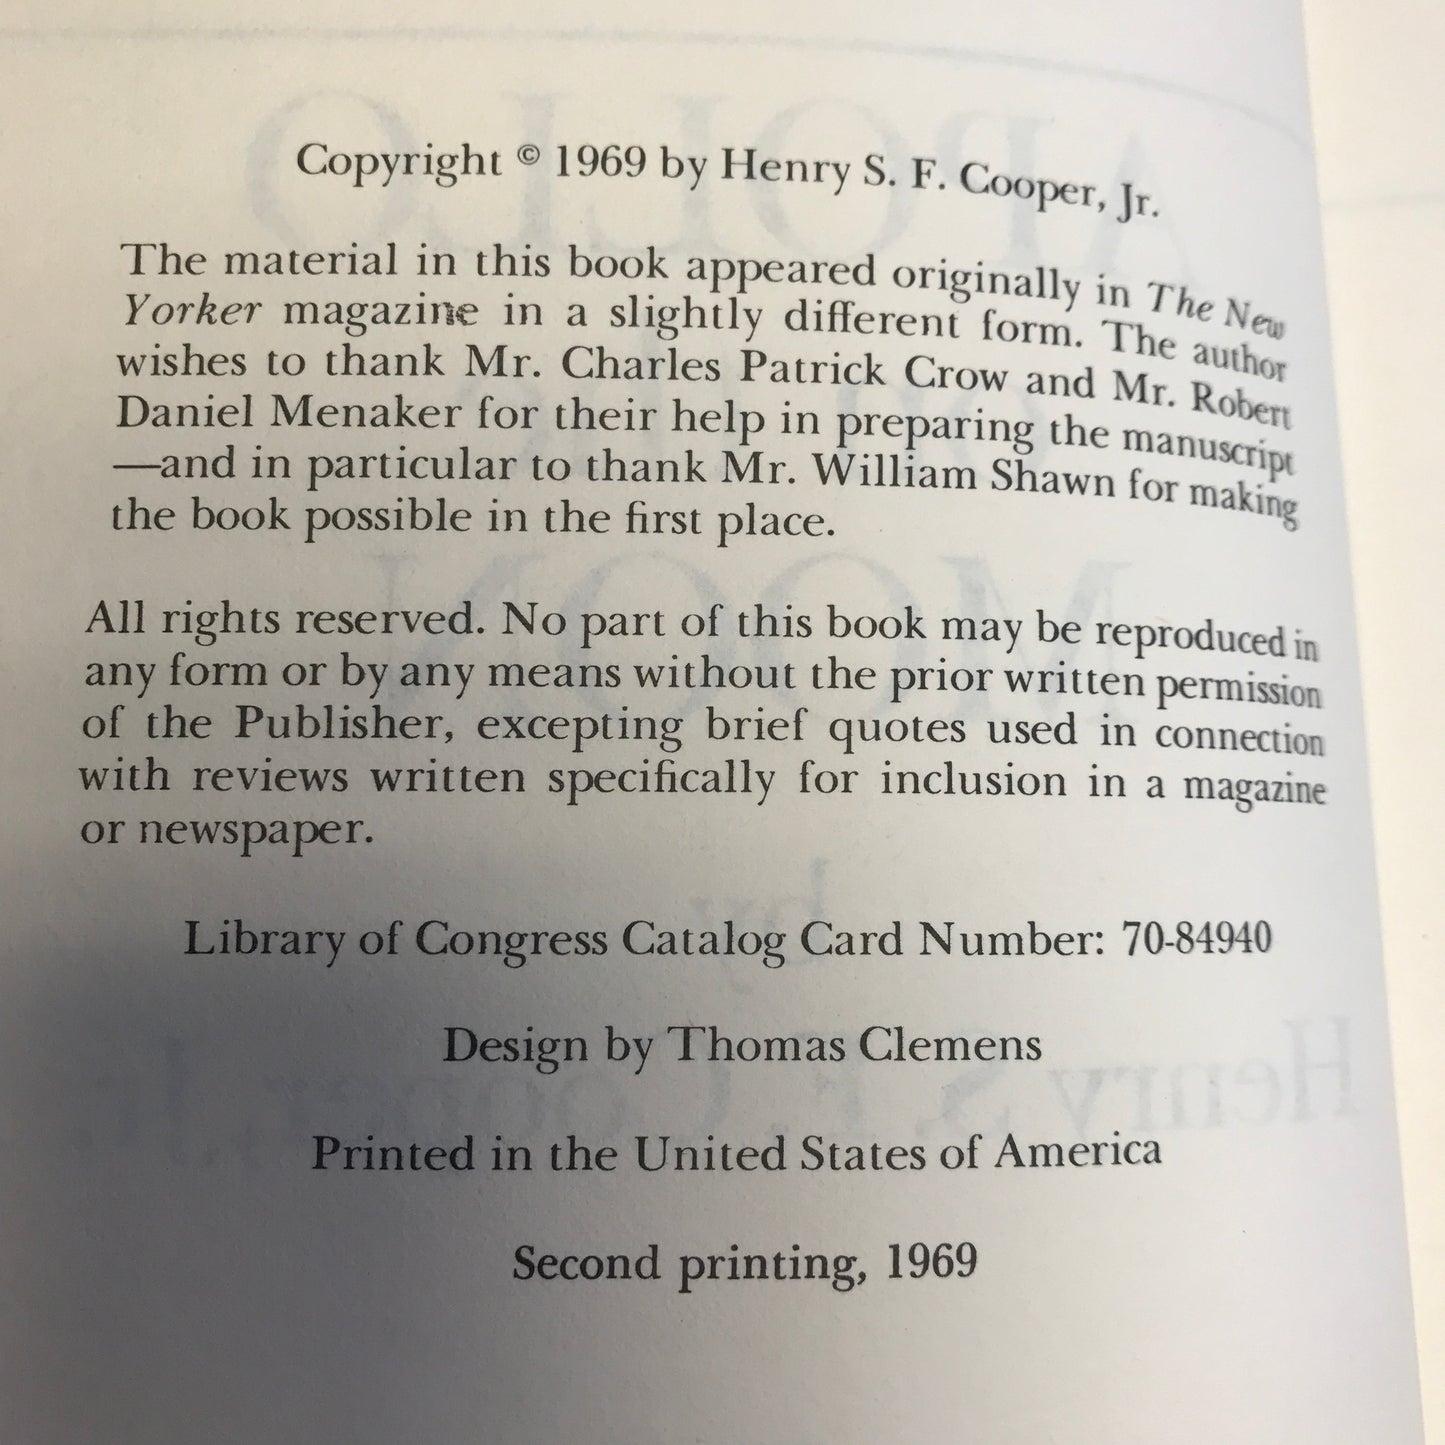 Copyright © 1969 by Henry S. F. Cooper, Jr.
The material in this book appeared originally in The New
Yorker magazine in a slightly different form. The author
wishes to thank Mr. Charles Patrick Crow and Mr. Robert
Daniel Menaker for their help in preparing the manuscript
—and in particular to thank Mr. William Shawn for making
the book possible in the first place.
All rights reserved. No part of this book may be reproduced in
any form or by any means without the prior written permission
of the Publisher, excepting brief quotes used in connection
with reviews written specifically for inclusion in a magazine
or newspaper.
Library of Congress Catalog Card Number: 70-84940
Design by Thomas Clemens
Printed in the United States of America
Second printing, 1969